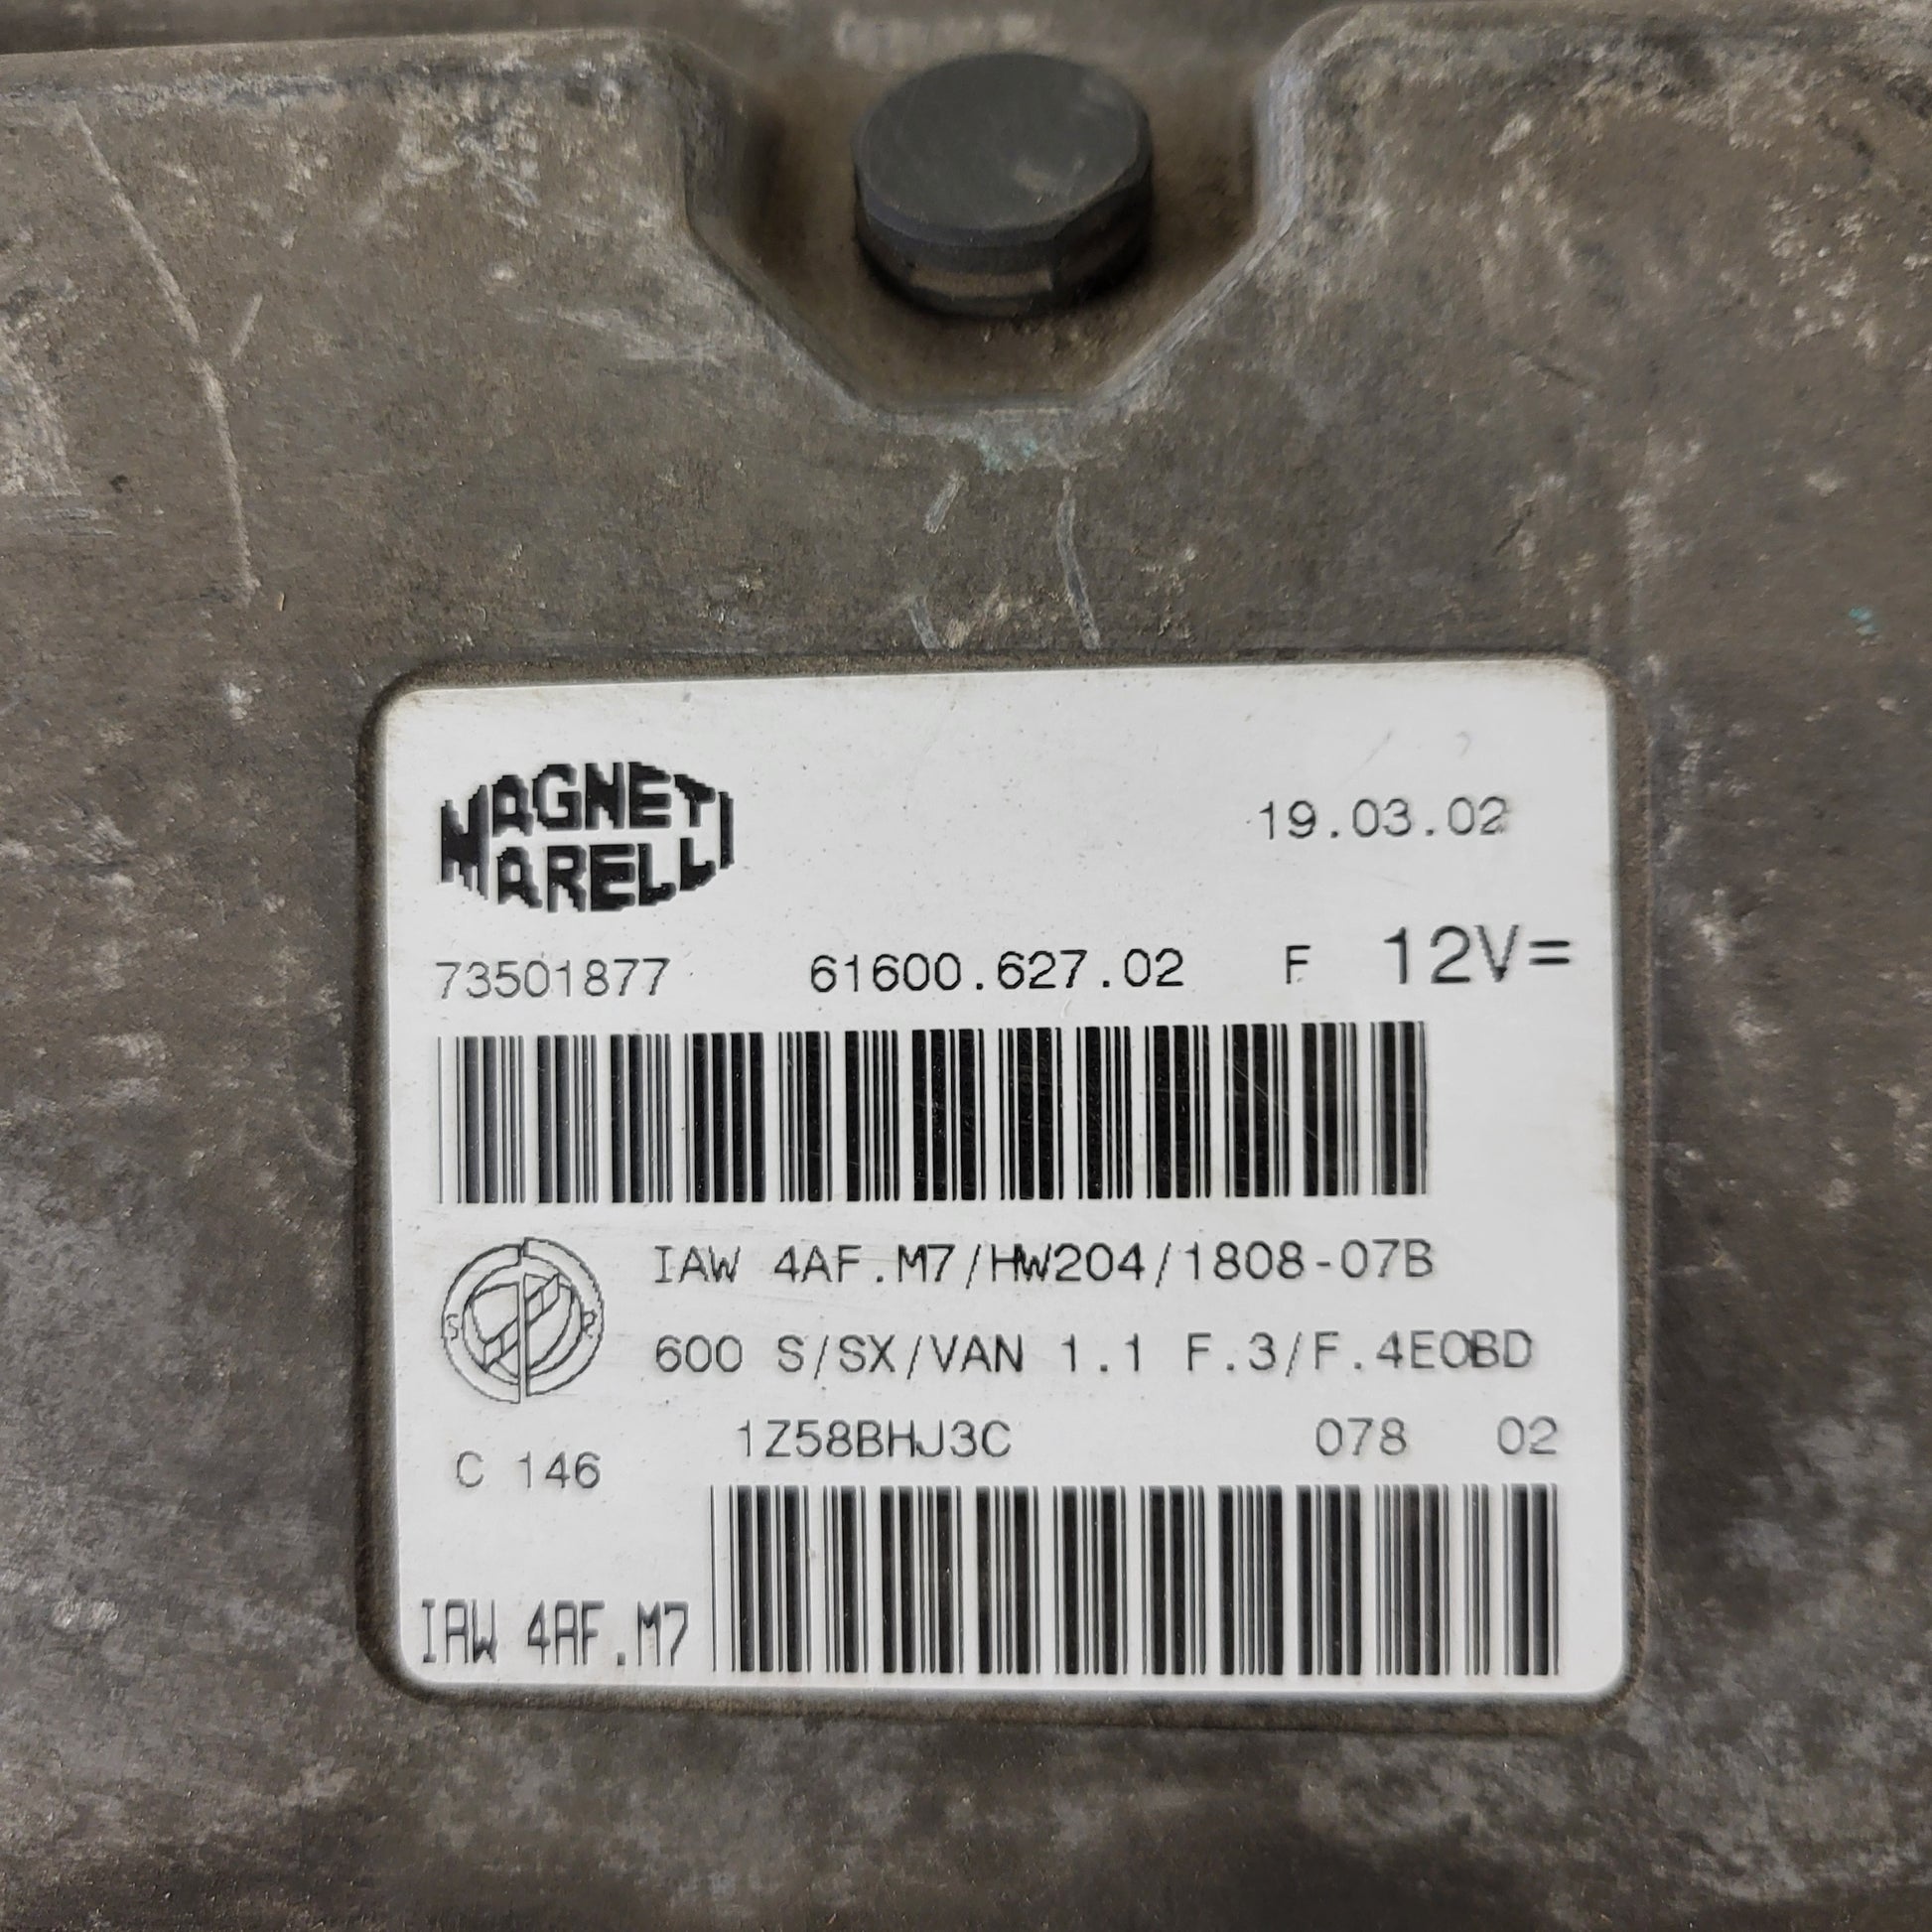 MAGNETI
MARELLI
19.03.02
73501877 61600.627.02 F 12V=
IAW 4AF.M7/HW204/1808-07B
S R
600 S/SX/VAN 1.1 F.3/F.4EOBD
1Z58BHJ3C 078 02
C 146
IAW 4AF.M7